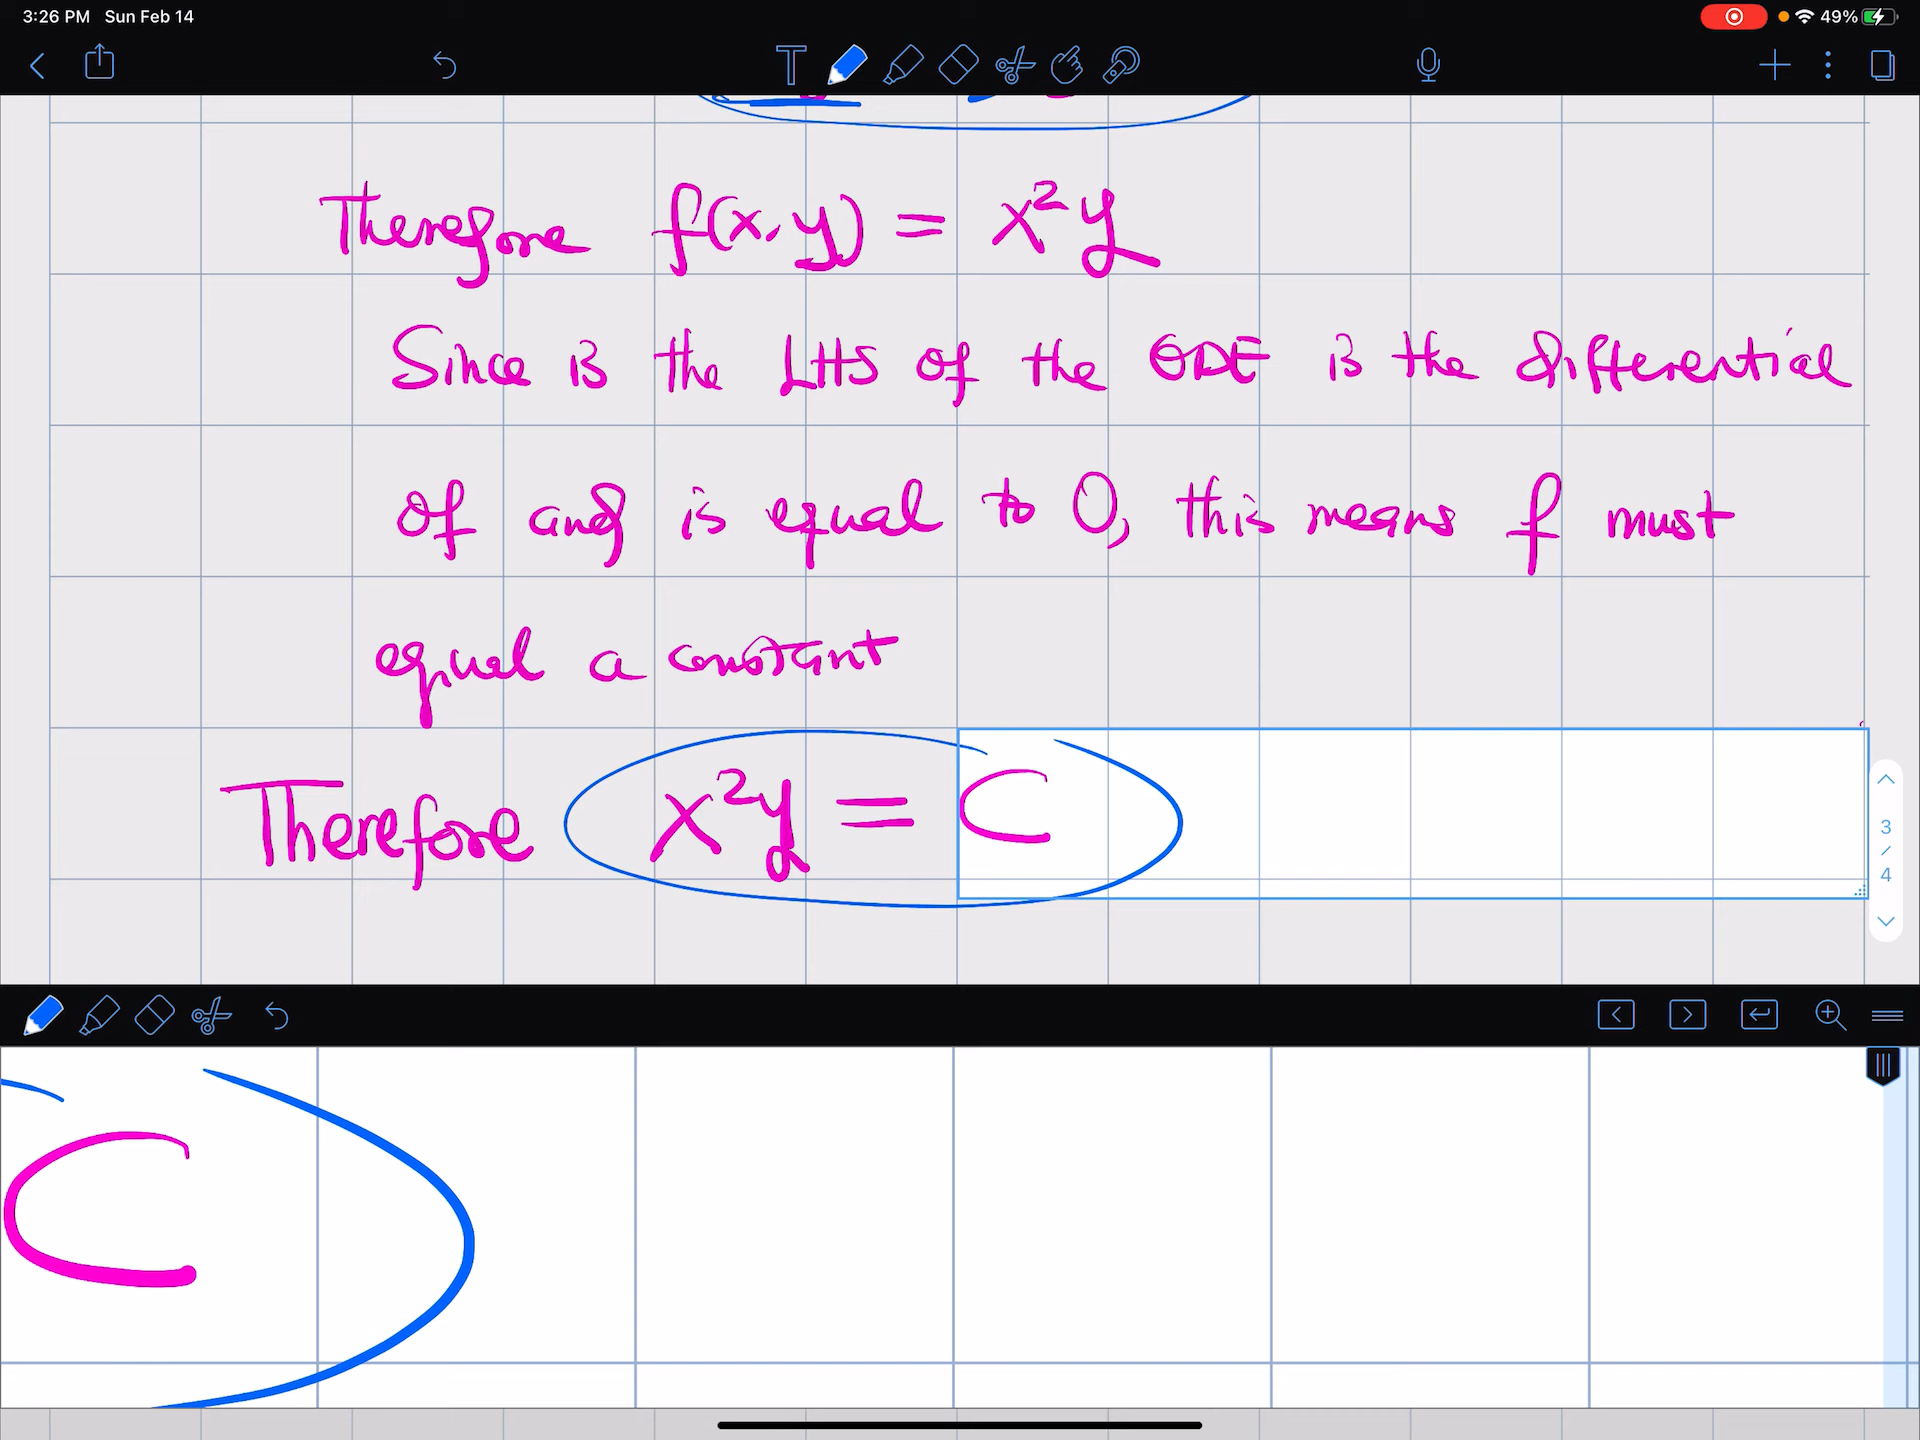 3:26 PM Sun Feb 14
49%
T
Therefore f(x,y) = x²y
Since is the LHS of the ODE is the differential
of and is equal to 0, this means f must
equal a constant
Therefore x²y = C
3
/
4
C